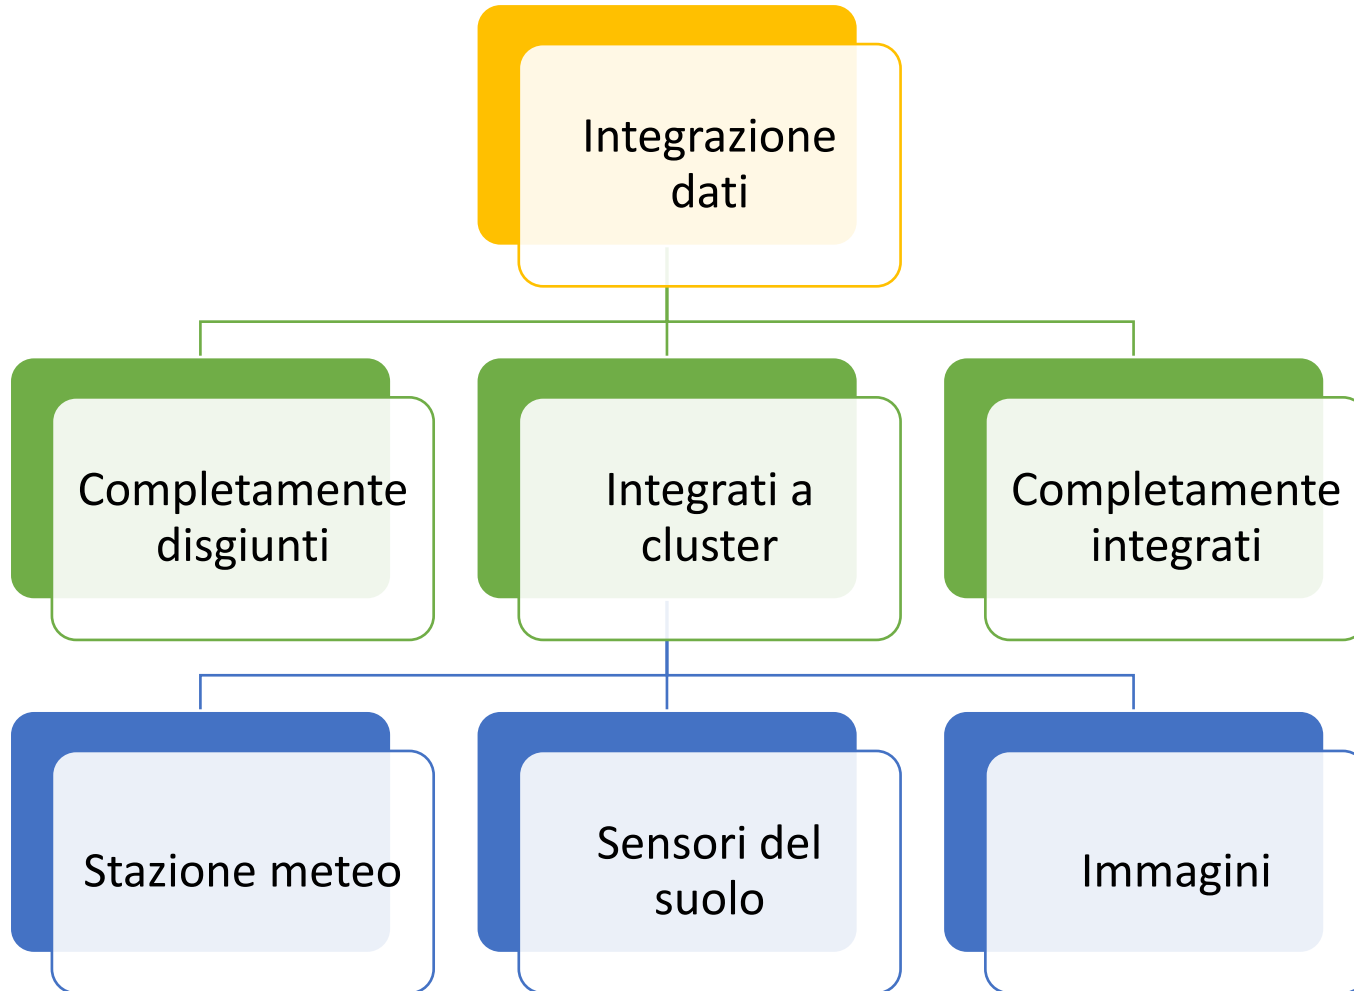 Integrazione
dati
Completamente
disgiunti
Integrati a
cluster
Completamente
integrati
Stazione meteo
Sensori del
suolo
Immagini